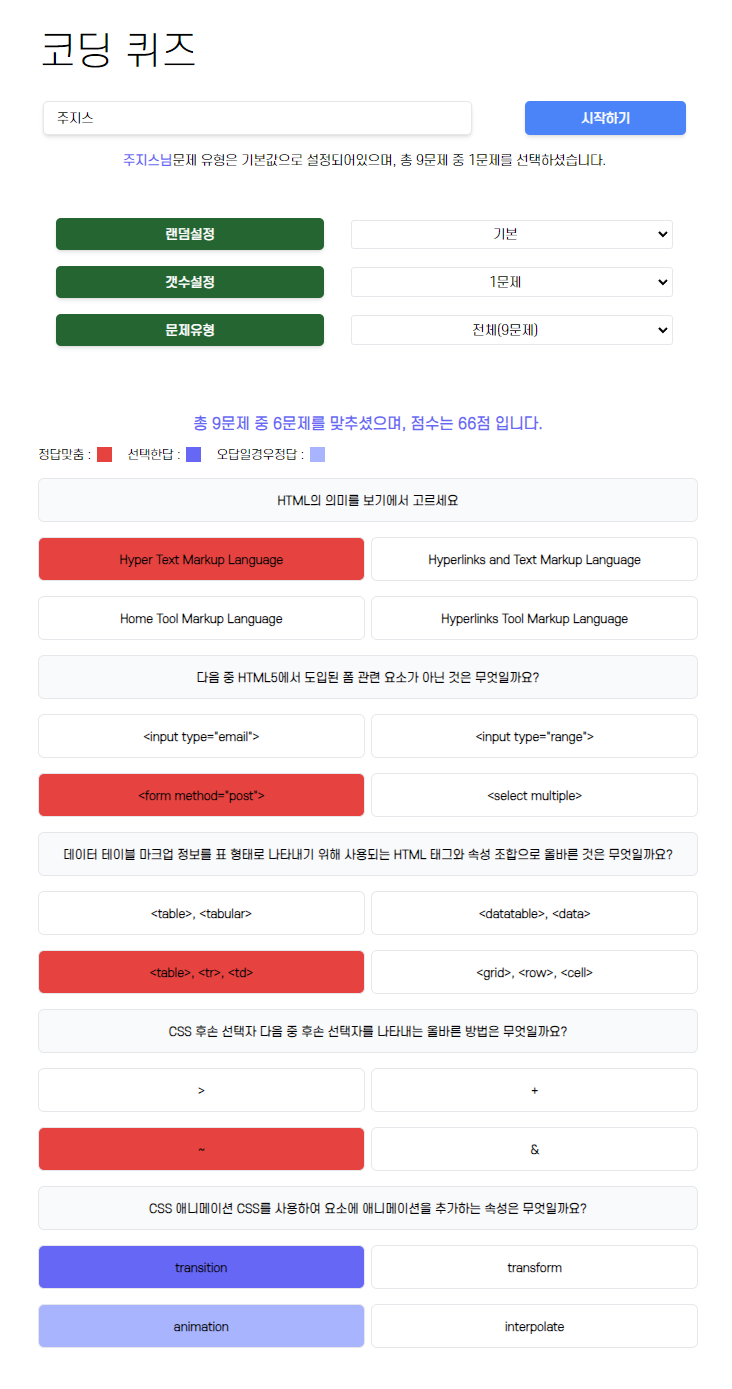 코딩 퀴즈
주지스 시작하기
주지스님문제 유형은 기본값으로 설정되어있으며, 총 9문제 중 1문제를 선택하셨습니다.
랜덤설정 기본
갯수설정 1문제
문제유형 전체(9문제)
총 9문제 중 6문제를 맞추셨으며, 점수는 66점 입니다.
정답맞춤 : 선택한답 : 오답일경우정답 :
HTML의 의미를 보기에서 고르세요
Hyper Text Markup Language Hyperlinks and Text Markup Language
Home Tool Markup Language Hyperlinks Tool Markup Language
다음 중 HTML5에서 도입된 폼 관련 요소가 아닌 것은 무엇일까요?
<input type="email"> <input type="range">
<form method="post"> <select multiple>
데이터 테이블 마크업 정보를 표 형태로 나타내기 위해 사용되는 HTML 태그와 속성 조합으로 올바른 것은 무엇일까요?
<table>, <tabular> <datatable>, <data>
<table>, <tr>, <td> <grid>, <row>, <cell>
CSS 후손 선택자 다음 중 후손 선택자를 나타내는 올바른 방법은 무엇일까요?
> +
~ &
CSS 애니메이션 CSS를 사용하여 요소에 애니메이션을 추가하는 속성은 무엇일까요?
transition transform
animation interpolate